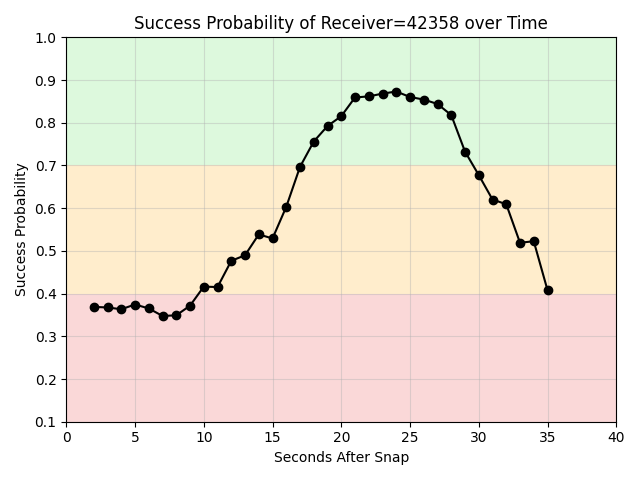 Success Probability of Receiver=42358 over Time
1.0
0.9
0.8
0.7
0.6
0.5
0.4
0.3
0.2
0.1
Success Probability
0 5 10 15 20 25 30 35 40
Seconds After Snap